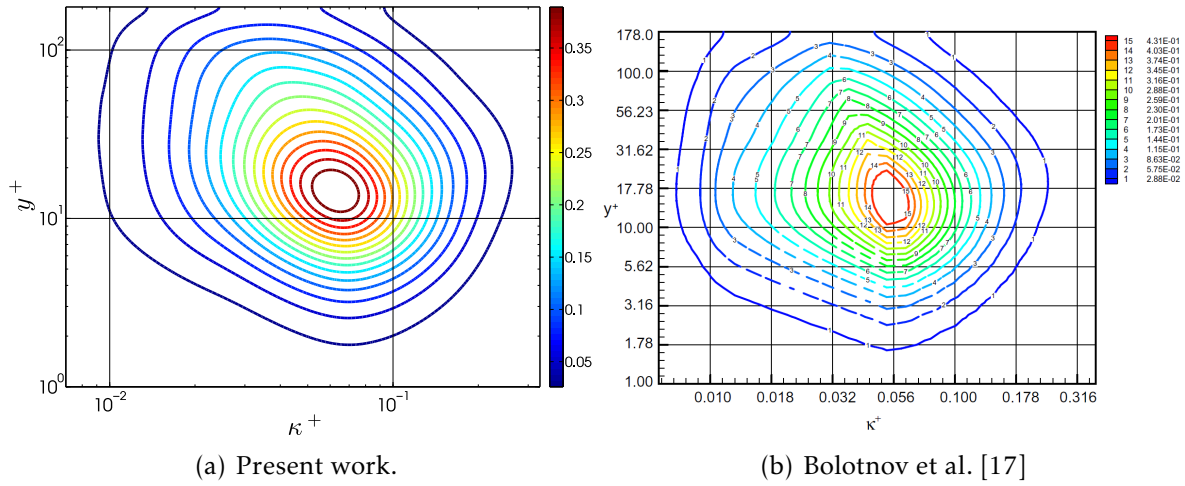 10²
10¹
10⁰
y⁺
10⁻²
10⁻¹
κ⁺
0.35
0.3
0.25
0.2
0.15
0.1
0.05
(a) Present work.
178.0
100.0
56.23
31.62
17.78
y⁺
10.00
5.62
3.16
1.78
1.00
0.010 0.018 0.032 0.056 0.100 0.178 0.316
κ⁺
15 4.31E-01
14 4.03E-01
13 3.74E-01
12 3.45E-01
11 3.16E-01
10 2.88E-01
9 2.59E-01
8 2.30E-01
7 2.01E-01
6 1.73E-01
5 1.44E-01
4 1.15E-01
3 8.63E-02
2 5.75E-02
1 2.88E-02
(b) Bolotnov et al. [17]